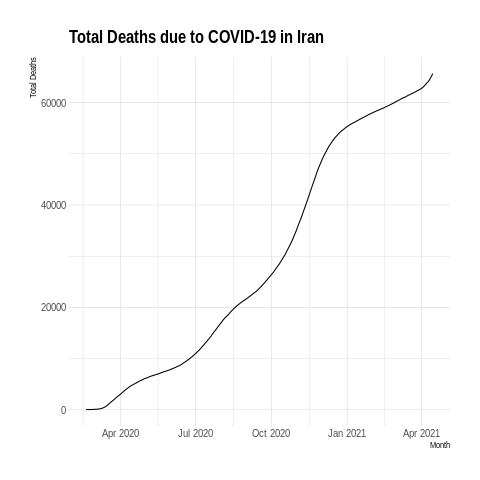 Total Deaths due to COVID-19 in Iran
Total Deaths
60000
40000
20000
0
Apr 2020 Jul 2020 Oct 2020 Jan 2021 Apr 2021
Month